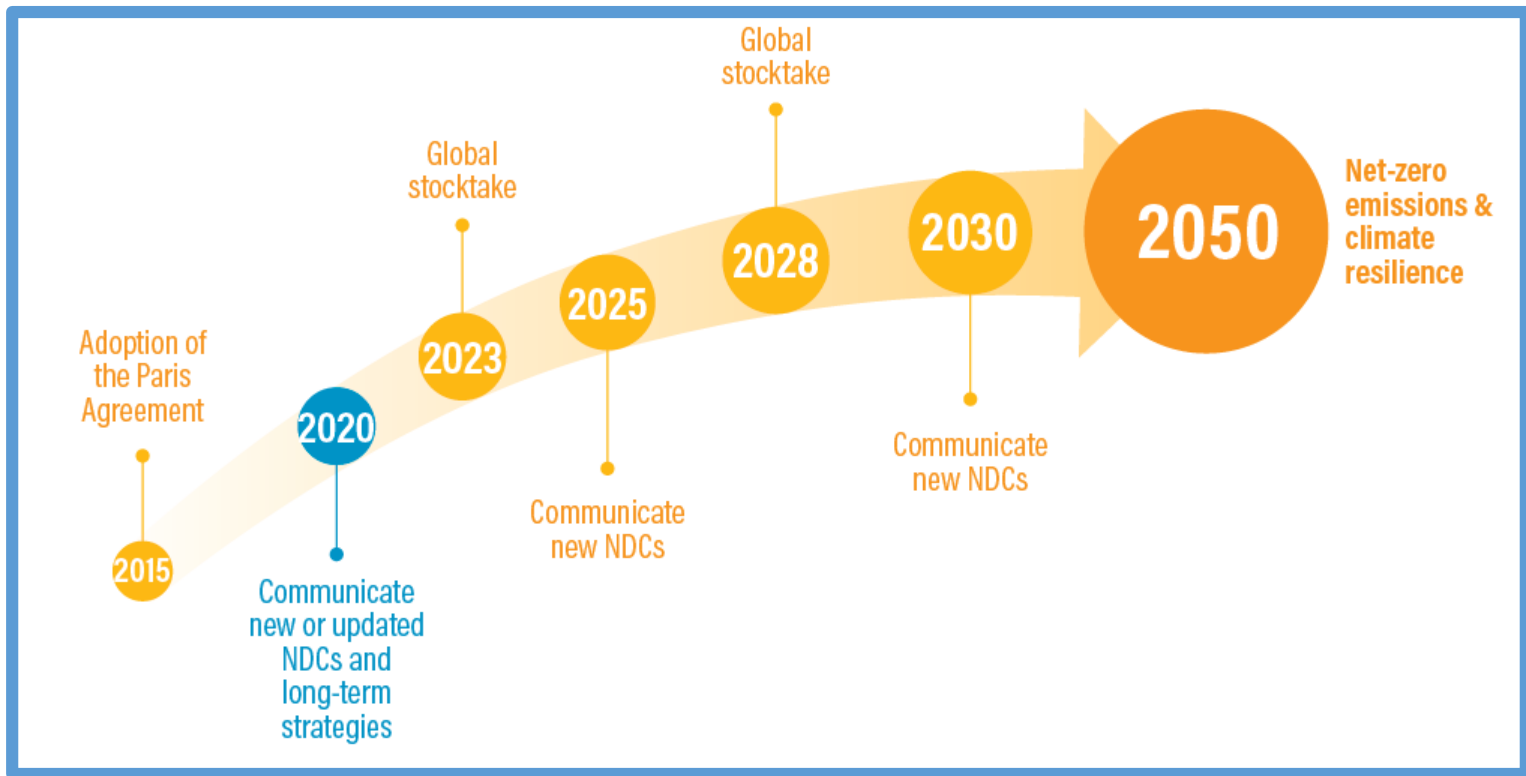 Adoption of
the Paris
Agreement
2015
2020
Communicate
new or updated
NDCs and
long-term
strategies
Global
stocktake
2023
2025
Communicate
new NDCs
Global
stocktake
2028
2030
Communicate
new NDCs
2050
Net-zero
emissions &
climate
resilience